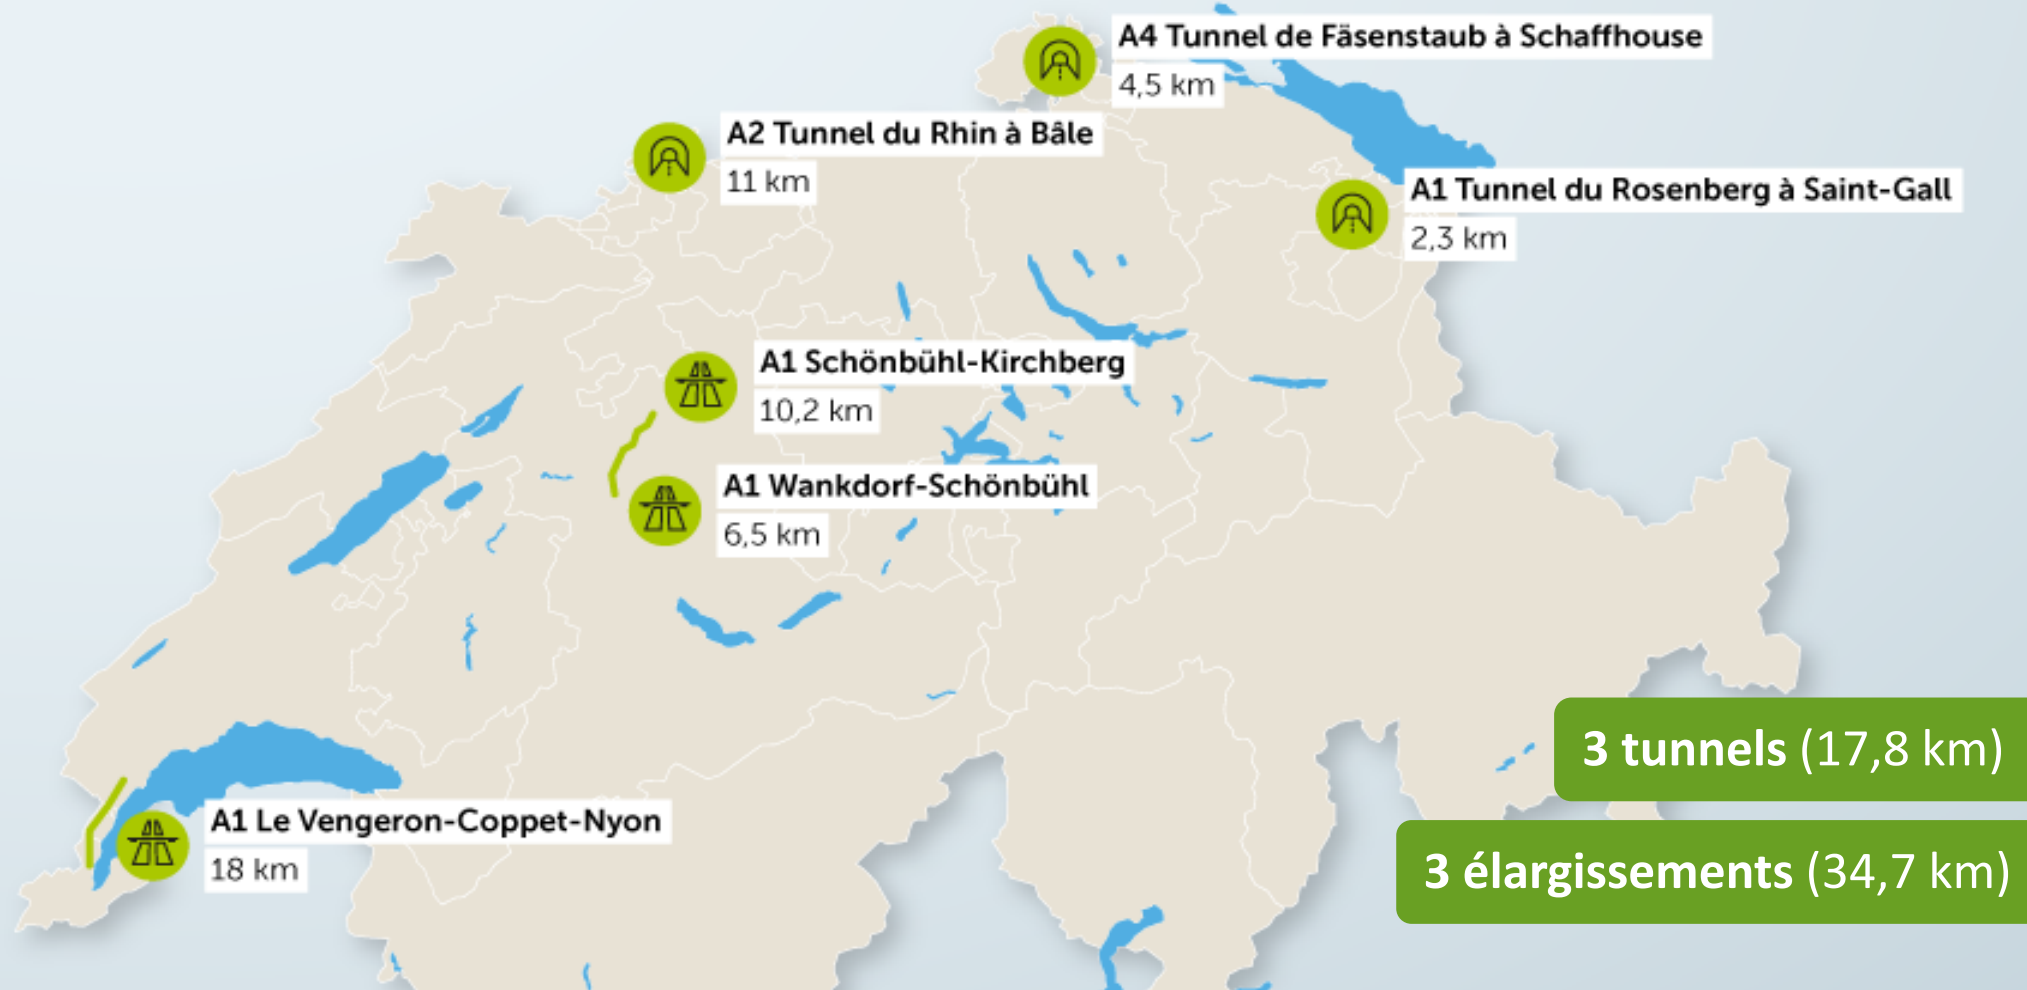 A4 Tunnel de Fäsenstaub à Schaffhouse
4,5 km
A2 Tunnel du Rhin à Bâle
11 km
A1 Tunnel du Rosenberg à Saint-Gall
2,3 km
A1 Schönbühl-Kirchberg
10,2 km
A1 Wankdorf-Schönbühl
6,5 km
3 tunnels (17,8 km)
A1 Le Vengeron-Coppet-Nyon
18 km
3 élargissements (34,7 km)